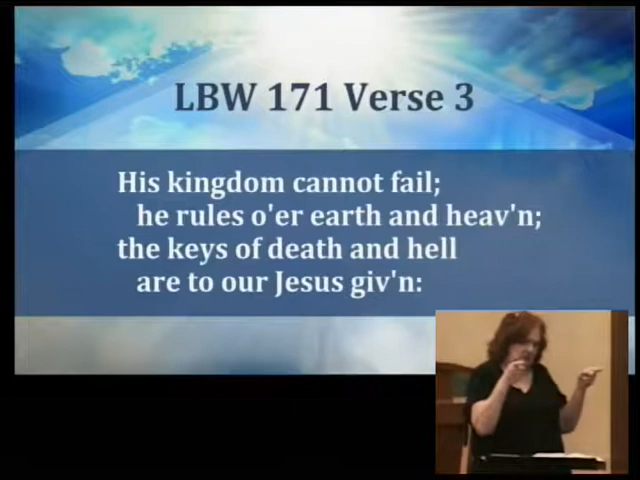 LBW 171 Verse 3
His kingdom cannot fail;
he rules o'er earth and heav'n;
the keys of death and hell
are to our Jesus giv'n: